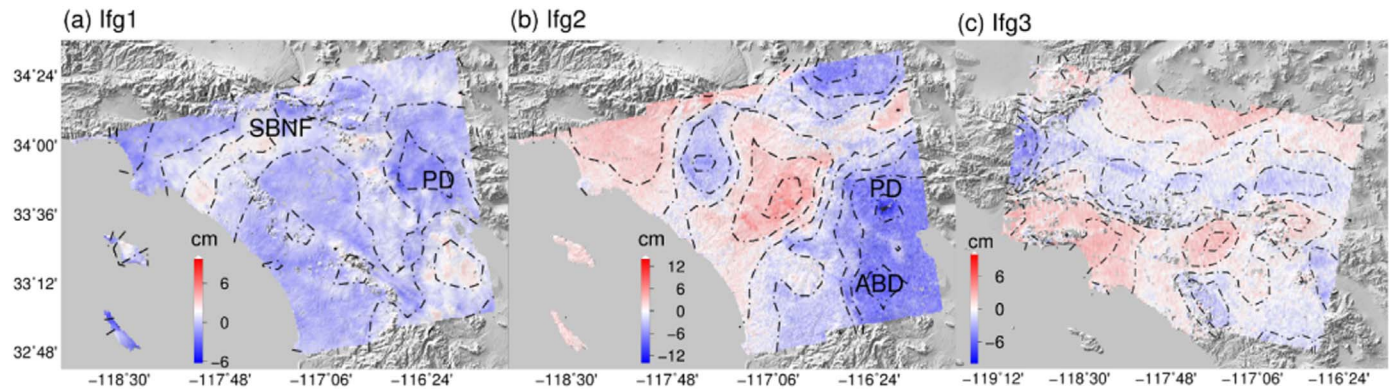 (a) Ifg1
(b) Ifg2
(c) Ifg3
34°24'
34°00'
33°36'
33°12'
32°48'
SBNF
PD
cm
6
0
−6
PD
ABD
cm
12
6
0
−6
−12
cm
6
0
−6
−118°30' −117°48' −117°06' −116°24'
−117°48' −117°06' −116°24'
−119°12' −118°30' −117°48' −117°06' −116°24'